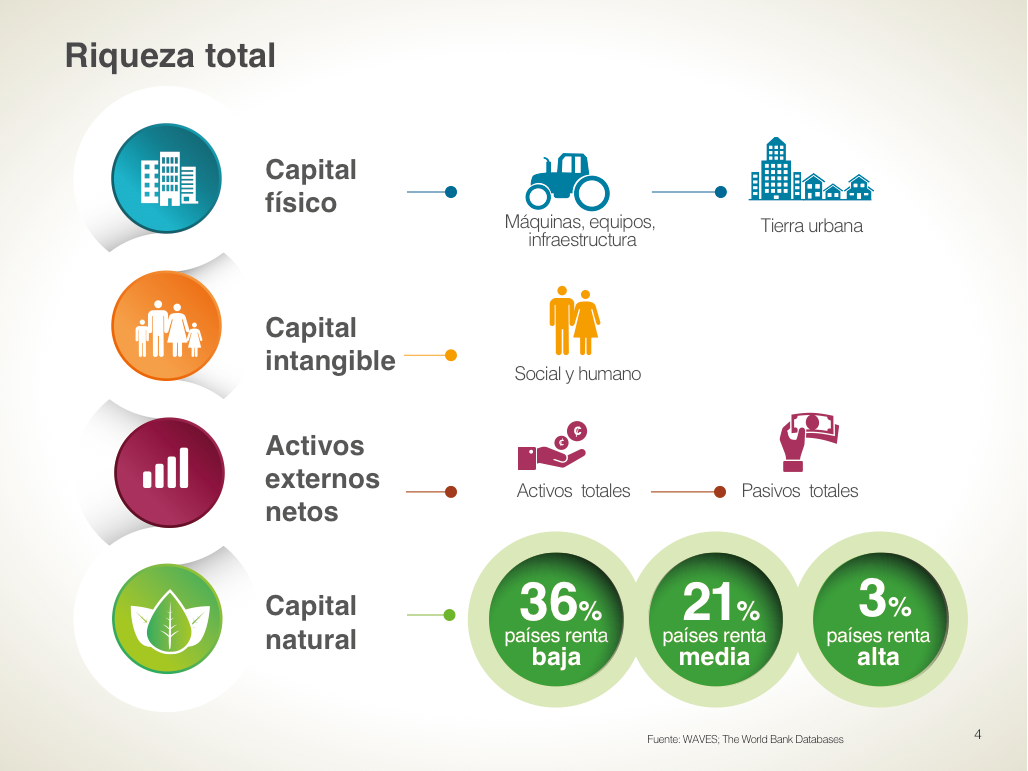 Riqueza total
Capital
físico
Máquinas, equipos,
infraestructura
Tierra urbana
Capital
intangible
Social y humano
Activos
externos
netos
Activos totales
Pasivos totales
Capital
natural
36%
países renta
baja
21%
países renta
media
3%
países renta
alta
Fuente: WAVES; The World Bank Databases
4